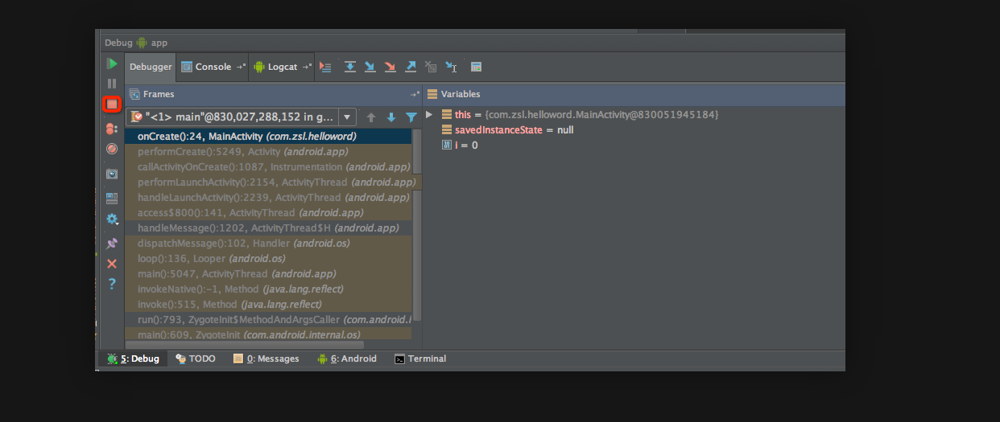 Debug app
Debugger Console Logcat
Frames
Variables
"<1> main"@830,027,288,152 in g...
this = {com.zsl.helloword.MainActivity@830051945184}
savedInstanceState = null
i = 0
onCreate():24, MainActivity (com.zsl.helloword)
performCreate():5249, Activity (android.app)
callActivityOnCreate():1087, Instrumentation (android.app)
performLaunchActivity():2154, ActivityThread (android.app)
handleLaunchActivity():2239, ActivityThread (android.app)
access$800():141, ActivityThread (android.app)
handleMessage():1202, ActivityThread$H (android.app)
dispatchMessage():102, Handler (android.os)
loop():136, Looper (android.os)
main():5047, ActivityThread (android.app)
invokeNative():-1, Method (java.lang.reflect)
invoke():515, Method (java.lang.reflect)
run():793, ZygoteInit$MethodAndArgsCaller (com.android.i
main():609, ZygoteInit (com.android.internal.os)
5: Debug TODO 0: Messages 6: Android Terminal